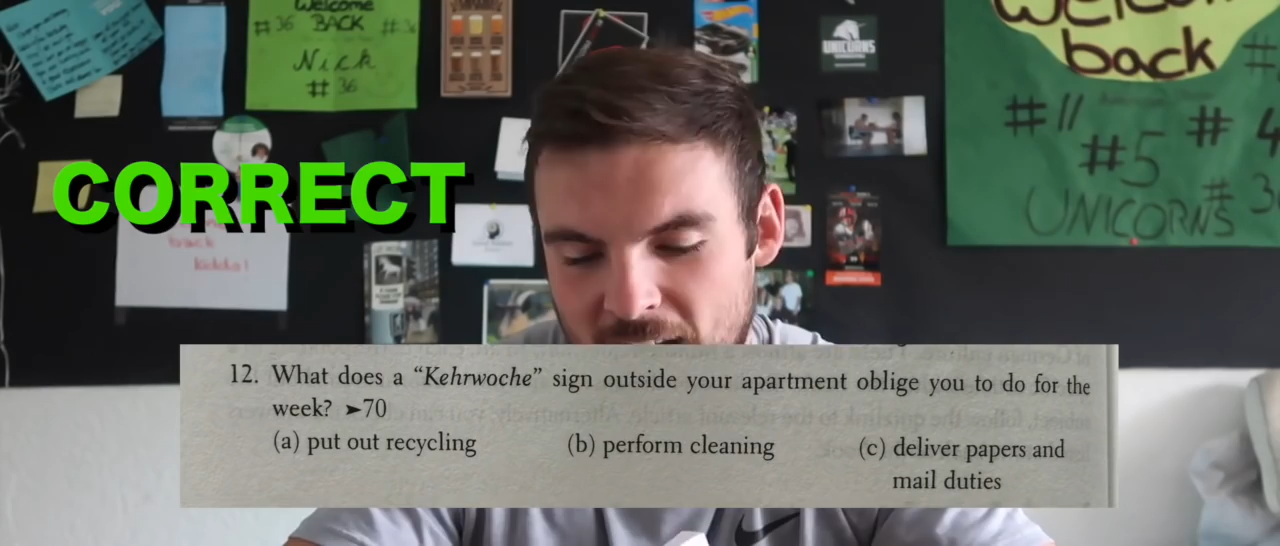 Welcome
#36 BACK #36
Nick
#36
UNICORNS
Welcome
back
#11
#5
#4
UNICORNS
# 3
CORRECT
back
kiddo!
12. What does a “Kehrwoche” sign outside your apartment oblige you to do for the
week? ➤70
(a) put out recycling (b) perform cleaning (c) deliver papers and
mail duties